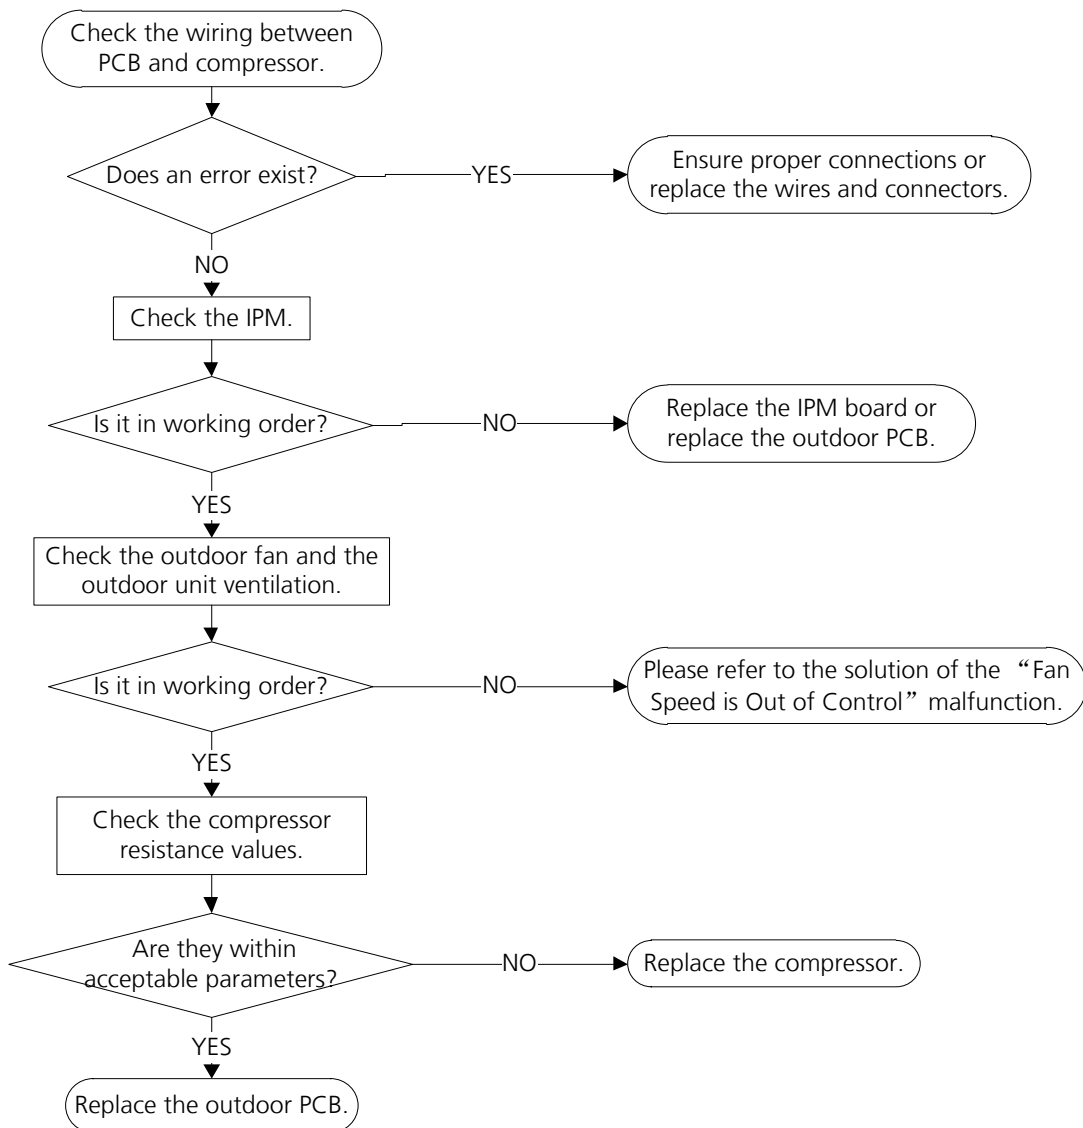 Check the wiring between
PCB and compressor.
Does an error exist?
YES
Ensure proper connections or
replace the wires and connectors.
NO
Check the IPM.
Is it in working order?
NO
Replace the IPM board or
replace the outdoor PCB.
YES
Check the outdoor fan and the
outdoor unit ventilation.
Is it in working order?
NO
Please refer to the solution of the “Fan
Speed is Out of Control” malfunction.
YES
Check the compressor
resistance values.
Are they within
acceptable parameters?
NO
Replace the compressor.
YES
Replace the outdoor PCB.